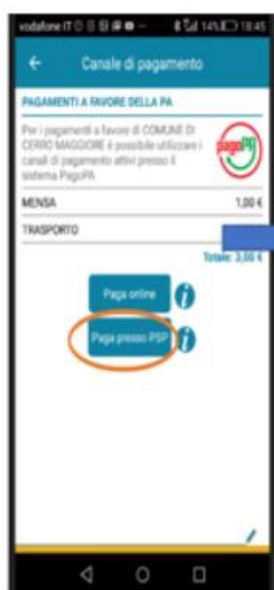 vodafone IT 14% 18:45
Canale di pagamento
PAGAMENTI A FAVORE DELLA PA
Per i pagamenti a favore di COMUNE DI
CERRO MAGGIORE è possibile utilizzare i
canali di pagamento attivi presso il
sistema PagoPA
pagoPA
MENSA 1,00 €
TRASPORTO
Totale: 3,00 €
Paga online i
Paga presso PSP i